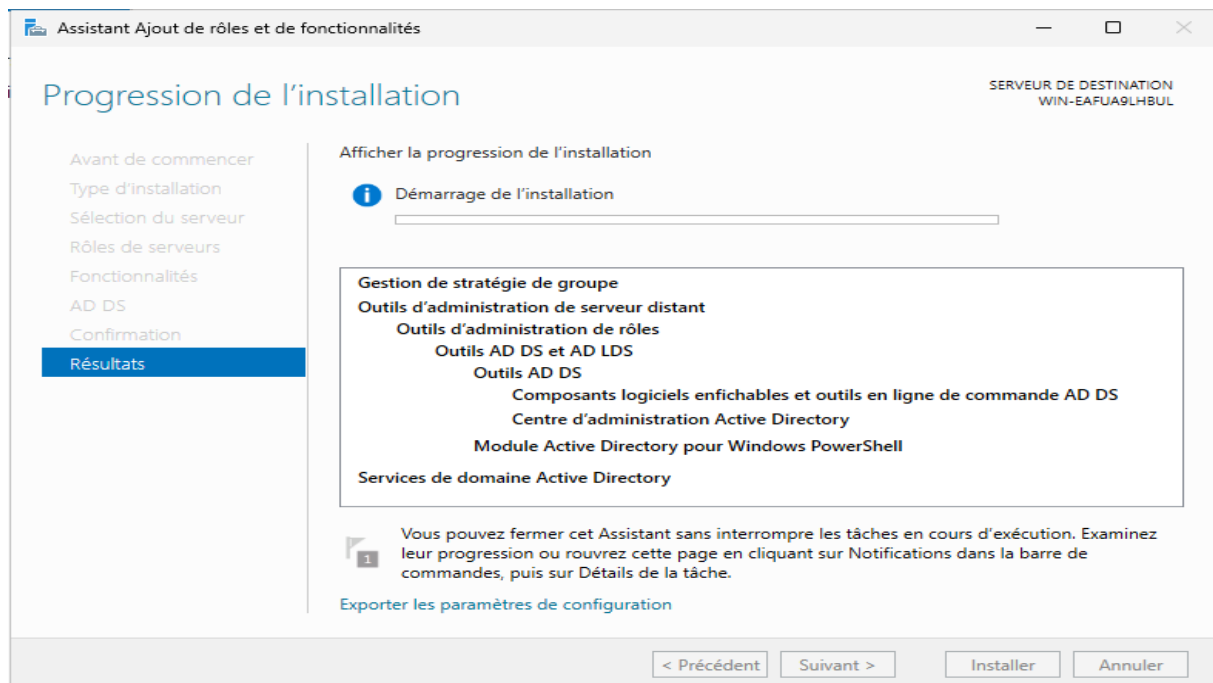 Assistant Ajout de rôles et de fonctionnalités
Progression de l’installation
SERVEUR DE DESTINATION
WIN-EAFUA9LHBUL
Avant de commencer
Type d’installation
Sélection du serveur
Rôles de serveurs
Fonctionnalités
AD DS
Confirmation
Résultats
Afficher la progression de l’installation
Démarrage de l’installation
Gestion de stratégie de groupe
Outils d’administration de serveur distant
Outils d’administration de rôles
Outils AD DS et AD LDS
Outils AD DS
Composants logiciels enfichables et outils en ligne de commande AD DS
Centre d’administration Active Directory
Module Active Directory pour Windows PowerShell
Services de domaine Active Directory
1
Vous pouvez fermer cet Assistant sans interrompre les tâches en cours d’exécution. Examinez
leur progression ou rouvrez cette page en cliquant sur Notifications dans la barre de
commandes, puis sur Détails de la tâche.
Exporter les paramètres de configuration
< Précédent
Suivant >
Installer
Annuler